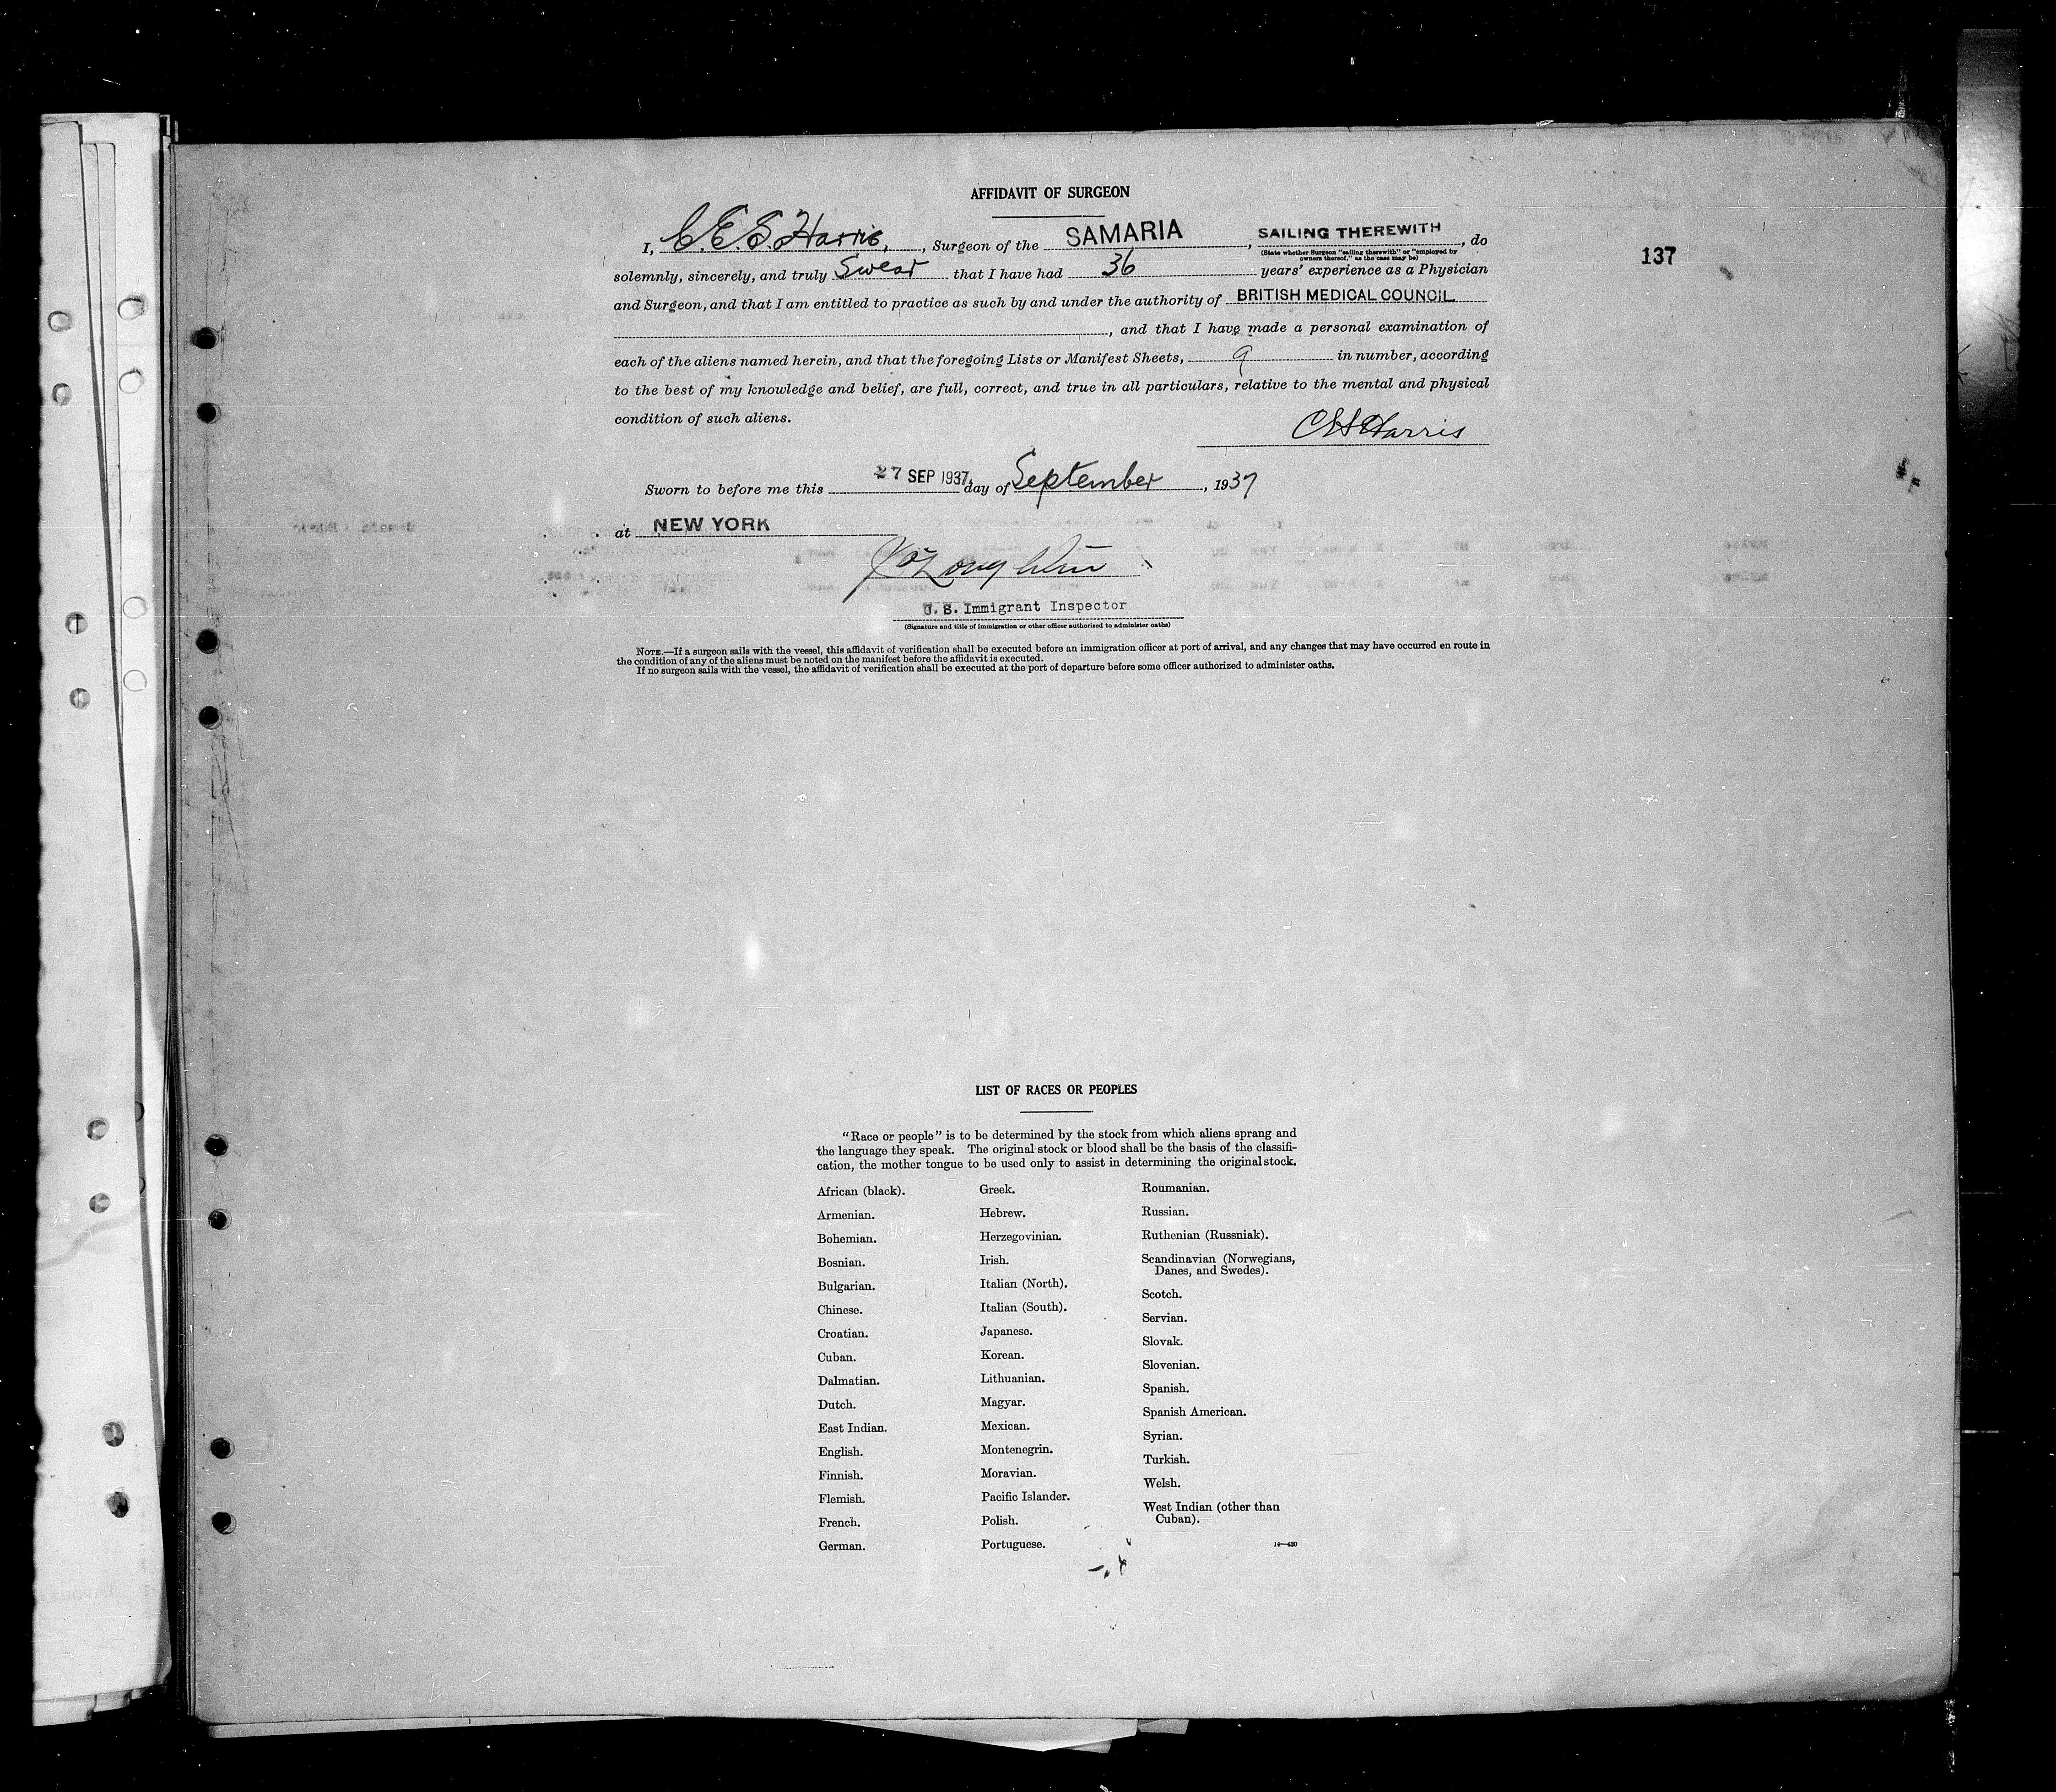 AFFIDAVIT OF SURGEON
137
I, C.E.S. Harris, , Surgeon of the SAMARIA , SAILING THEREWITH , do
(State whether Surgeon "sailing therewith" or "employed by
owners thereof," as the case may be)
solemnly, sincerely, and truly Swear that I have had 36 years' experience as a Physician
and Surgeon, and that I am entitled to practice as such by and under the authority of BRITISH MEDICAL COUNCIL
, and that I have made a personal examination of
each of the aliens named herein, and that the foregoing Lists or Manifest Sheets, 9 in number, according
to the best of my knowledge and belief, are full, correct, and true in all particulars, relative to the mental and physical
condition of such aliens.
CESHarris
Sworn to before me this 27 SEP 1937 day of September , 1937
at NEW YORK
U. S. Immigrant Inspector
(Signature and title of immigration or other officer authorized to administer oaths)
NOTE.—If a surgeon sails with the vessel, this affidavit of verification shall be executed before an immigration officer at port of arrival, and any changes that may have occurred en route in
the condition of any of the aliens must be noted on the manifest before the affidavit is executed.
If no surgeon sails with the vessel, the affidavit of verification shall be executed at the port of departure before some officer authorized to administer oaths.
LIST OF RACES OR PEOPLES
"Race or people" is to be determined by the stock from which aliens sprang and
the language they speak. The original stock or blood shall be the basis of the classifi-
cation, the mother tongue to be used only to assist in determining the original stock.
African (black).
Armenian.
Bohemian.
Bosnian.
Bulgarian.
Chinese.
Croatian.
Cuban.
Dalmatian.
Dutch.
East Indian.
English.
Finnish.
Flemish.
French.
German.
Greek.
Hebrew.
Herzegovinian.
Irish.
Italian (North).
Italian (South).
Japanese.
Korean.
Lithuanian.
Magyar.
Mexican.
Montenegrin.
Moravian.
Pacific Islander.
Polish.
Portuguese.
Roumanian.
Russian.
Ruthenian (Russniak).
Scandinavian (Norwegians,
Danes, and Swedes).
Scotch.
Servian.
Slovak.
Slovenian.
Spanish.
Spanish American.
Syrian.
Turkish.
Welsh.
West Indian (other than
Cuban).
14—430